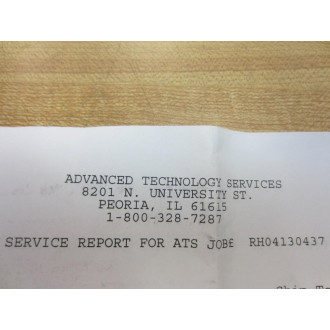 ADVANCED TECHNOLOGY SERVICES
8201 N. UNIVERSITY ST.
PEORIA, IL 61615
1-800-328-7287
SERVICE REPORT FOR ATS JOB# RH04130437